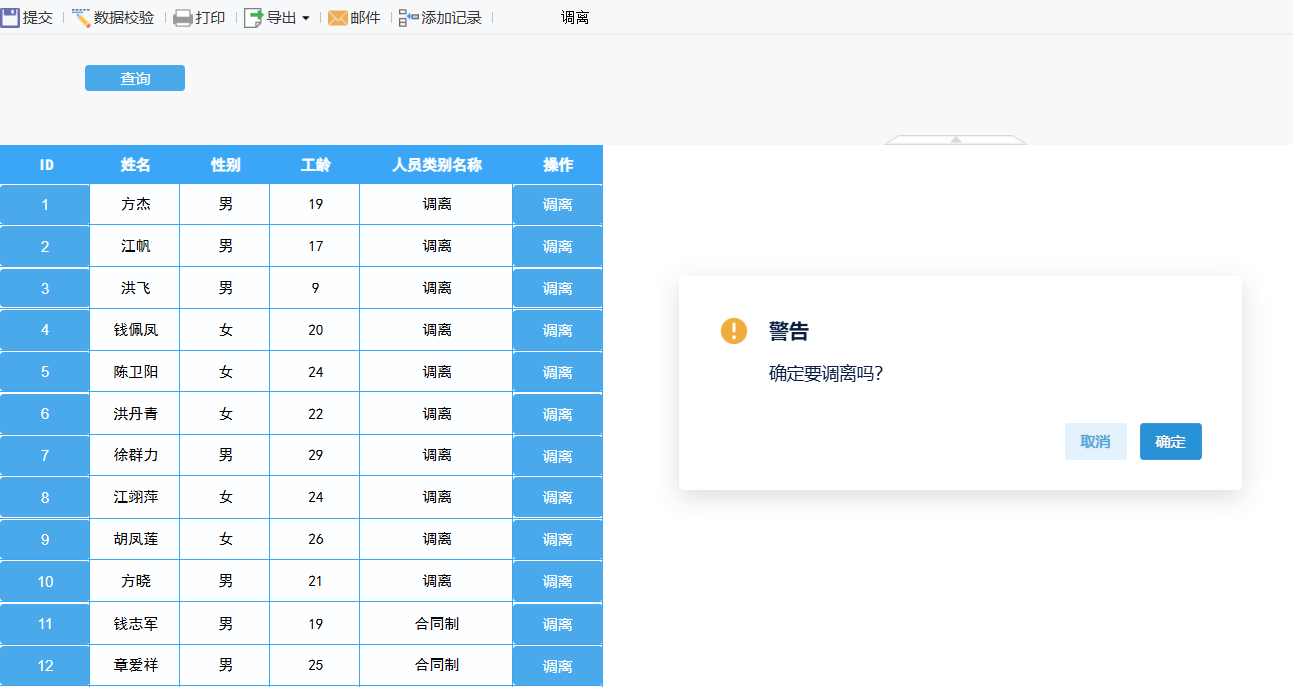 提交 数据校验 打印 导出 邮件 添加记录 调离
查询
ID 姓名 性别 工龄 人员类别名称 操作
1 方杰 男 19 调离 调离
2 江帆 男 17 调离 调离
3 洪飞 男 9 调离 调离
4 钱佩凤 女 20 调离 调离
5 陈卫阳 女 24 调离 调离
6 洪丹青 女 22 调离 调离
7 徐群力 男 29 调离 调离
8 江翊萍 女 24 调离 调离
9 胡凤莲 女 26 调离 调离
10 方晓 男 21 调离 调离
11 钱志军 男 19 合同制 调离
12 章爱祥 男 25 合同制 调离
警告
确定要调离吗?
取消 确定